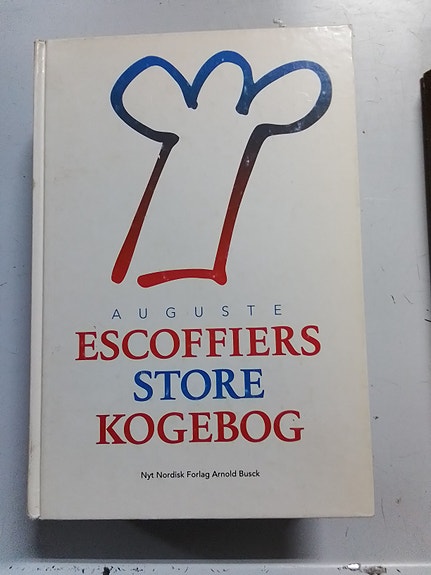 AUGUSTE
ESCOFFIERS
STORE
KOGEBOG
Nyt Nordisk Forlag Arnold Busck